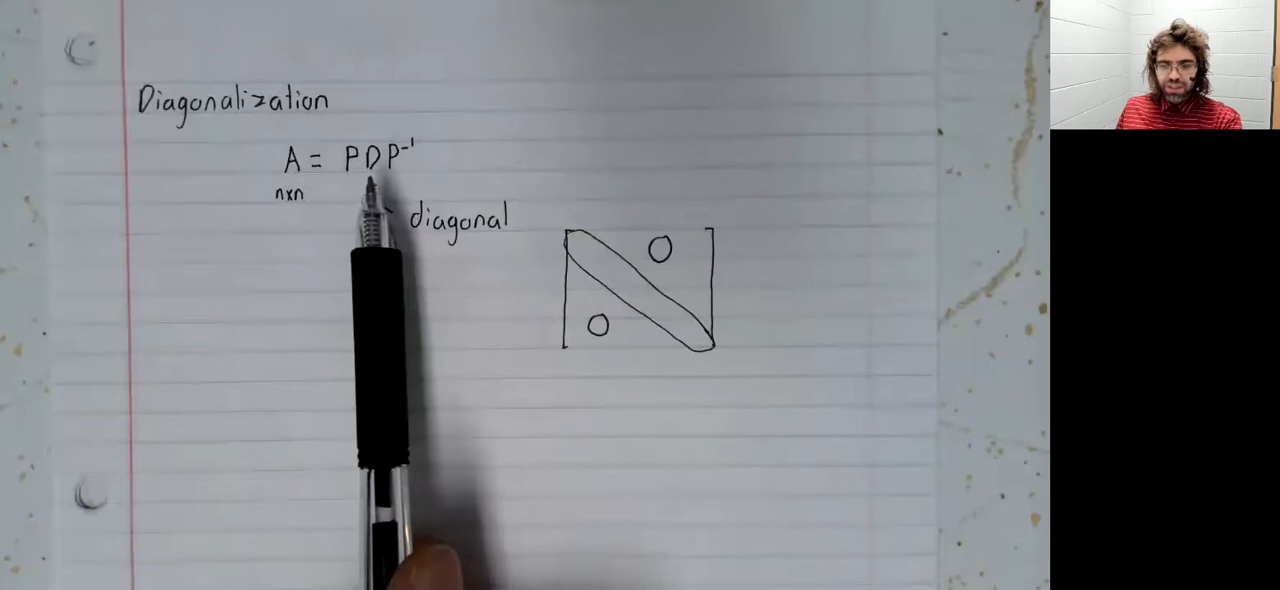 Diagonalization
A = PDP⁻¹
n×n
diagonal
0
0